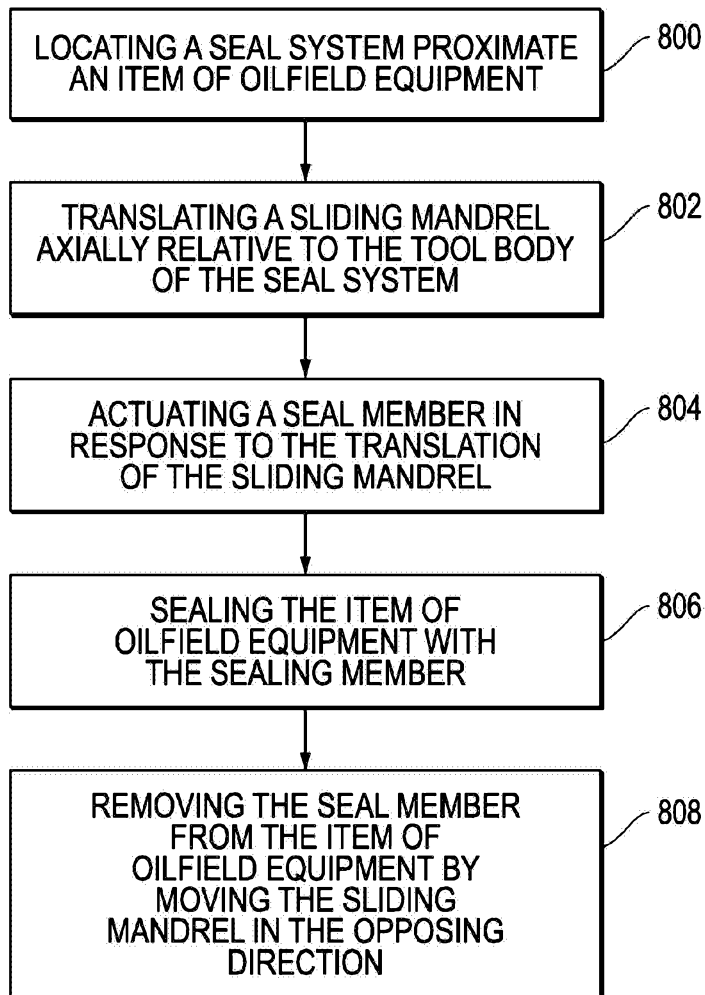 LOCATING A SEAL SYSTEM PROXIMATE
AN ITEM OF OILFIELD EQUIPMENT
800
TRANSLATING A SLIDING MANDREL
AXIALLY RELATIVE TO THE TOOL BODY
OF THE SEAL SYSTEM
802
ACTUATING A SEAL MEMBER IN
RESPONSE TO THE TRANSLATION
OF THE SLIDING MANDREL
804
SEALING THE ITEM OF
OILFIELD EQUIPMENT WITH
THE SEALING MEMBER
806
REMOVING THE SEAL MEMBER
FROM THE ITEM OF
OILFIELD EQUIPMENT BY
MOVING THE SLIDING
MANDREL IN THE OPPOSING
DIRECTION
808